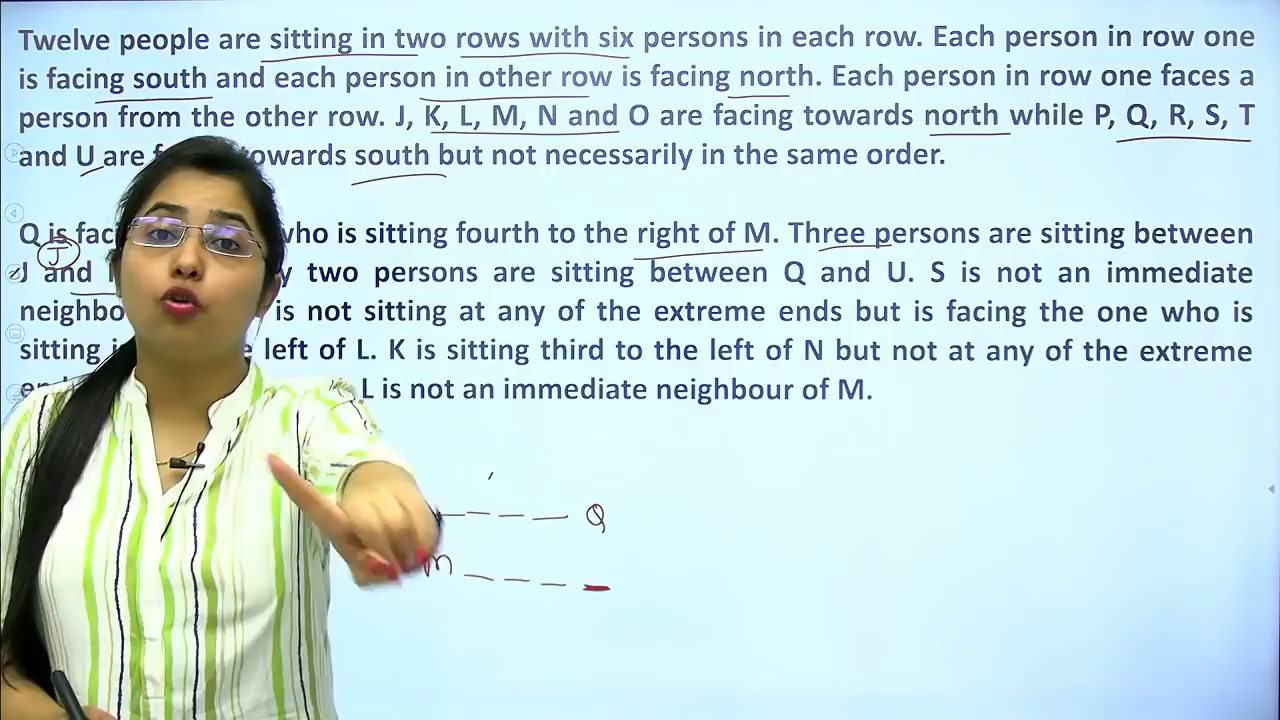 Twelve people are sitting in two rows with six persons in each row. Each person in row one
is facing south and each person in other row is facing north. Each person in row one faces a
person from the other row. J, K, L, M, N and O are facing towards north while P, Q, R, S, T
and U are towards south but not necessarily in the same order.
Q is who is sitting fourth to the right of M. Three persons are sitting between
J
J and two persons are sitting between Q and U. S is not an immediate
is not sitting at any of the extreme ends but is facing the one who is
sitting left of L. K is sitting third to the left of N but not at any of the extreme
L is not an immediate neighbour of M.
Q
M